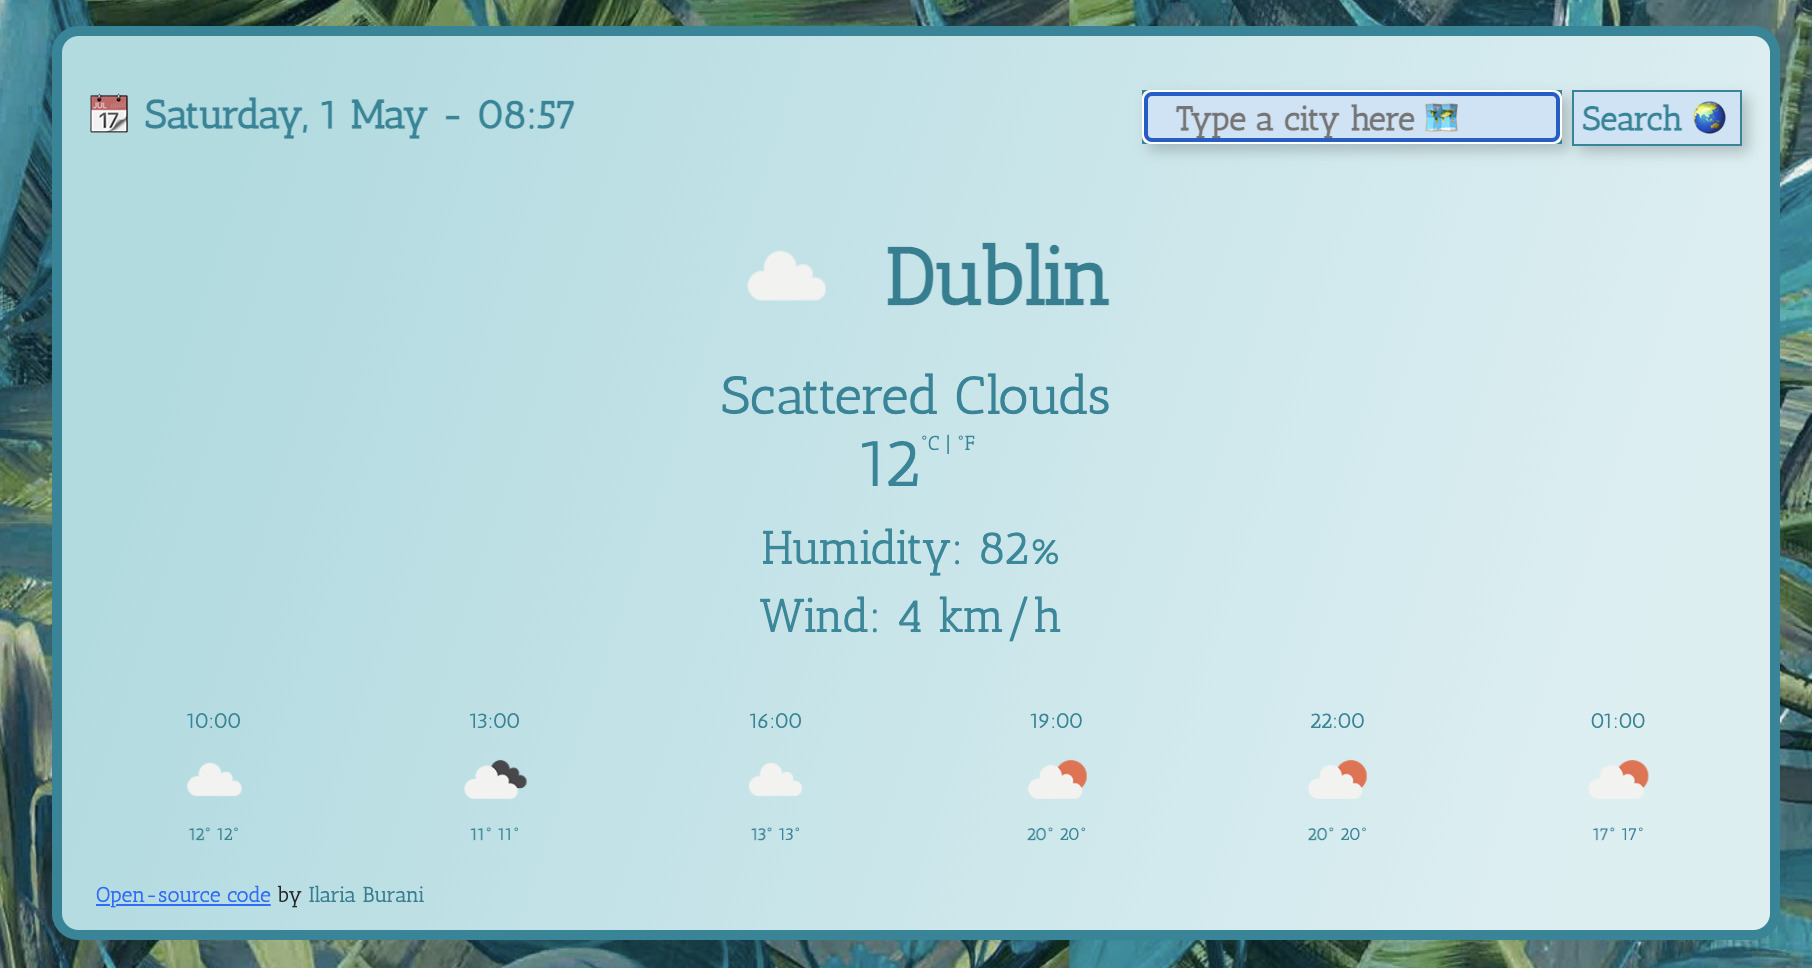 JUL
17
Saturday, 1 May - 08:57
Type a city here
Search
Dublin
Scattered Clouds
12 °C | °F
Humidity: 82%
Wind: 4 km/h
10:00
13:00
16:00
19:00
22:00
01:00
12° 12°
11° 11°
13° 13°
20° 20°
20° 20°
17° 17°
Open-source code by Ilaria Burani